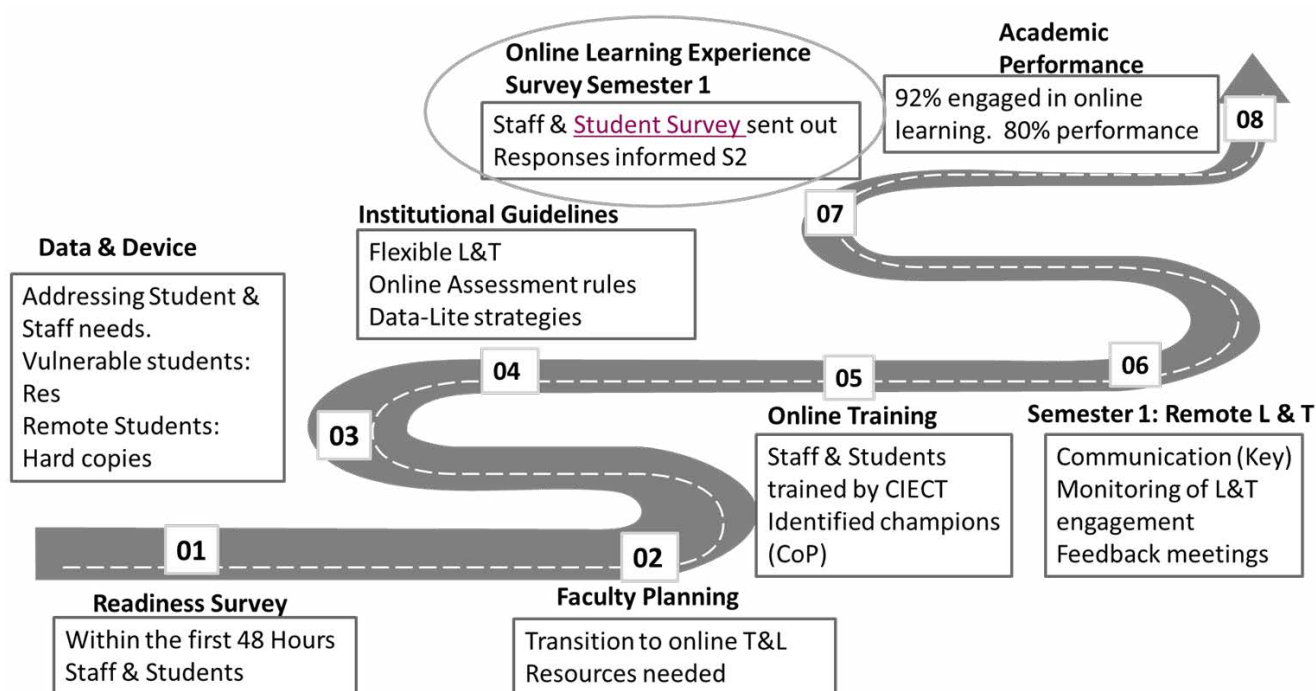 Online Learning Experience
Survey Semester 1
Staff & Student Survey sent out
Responses informed S2
Academic
Performance
92% engaged in online
learning. 80% performance
08
07
Institutional Guidelines
Flexible L&T
Online Assessment rules
Data-Lite strategies
Data & Device
Addressing Student &
Staff needs.
Vulnerable students:
Res
Remote Students:
Hard copies
04
05
06
03
Online Training
Staff & Students
trained by CIECT
Identified champions
(CoP)
Semester 1: Remote L & T
Communication (Key)
Monitoring of L&T
engagement
Feedback meetings
01
02
Readiness Survey
Within the first 48 Hours
Staff & Students
Faculty Planning
Transition to online T&L
Resources needed